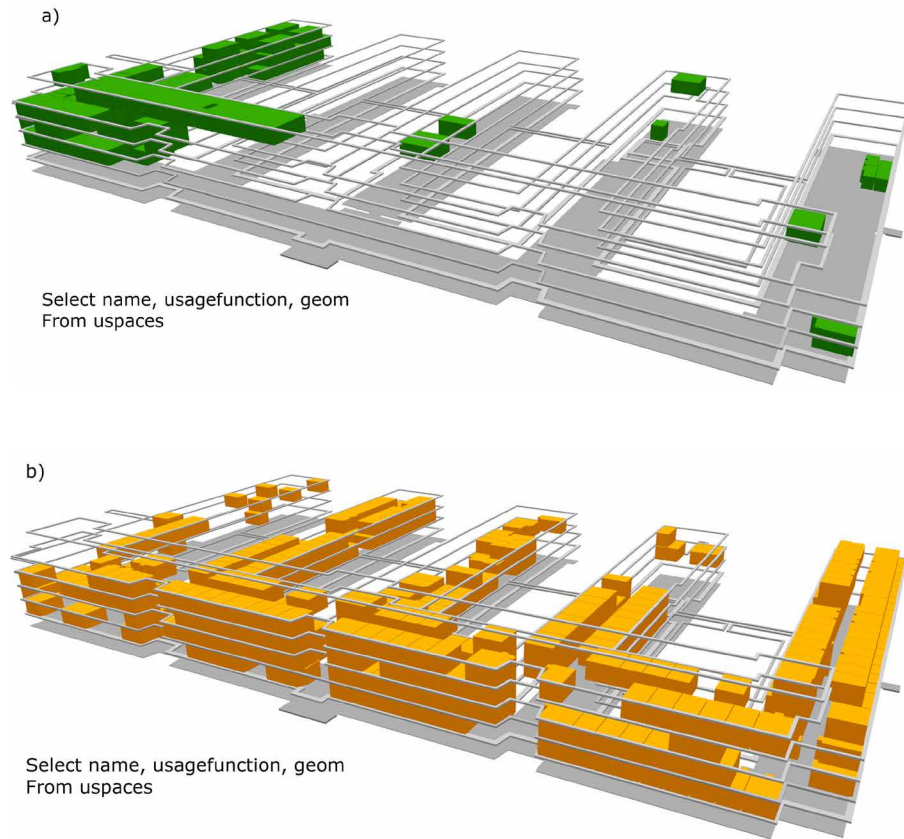 a)
Select name, usagefunction, geom
From uspaces
b)
Select name, usagefunction, geom
From uspaces